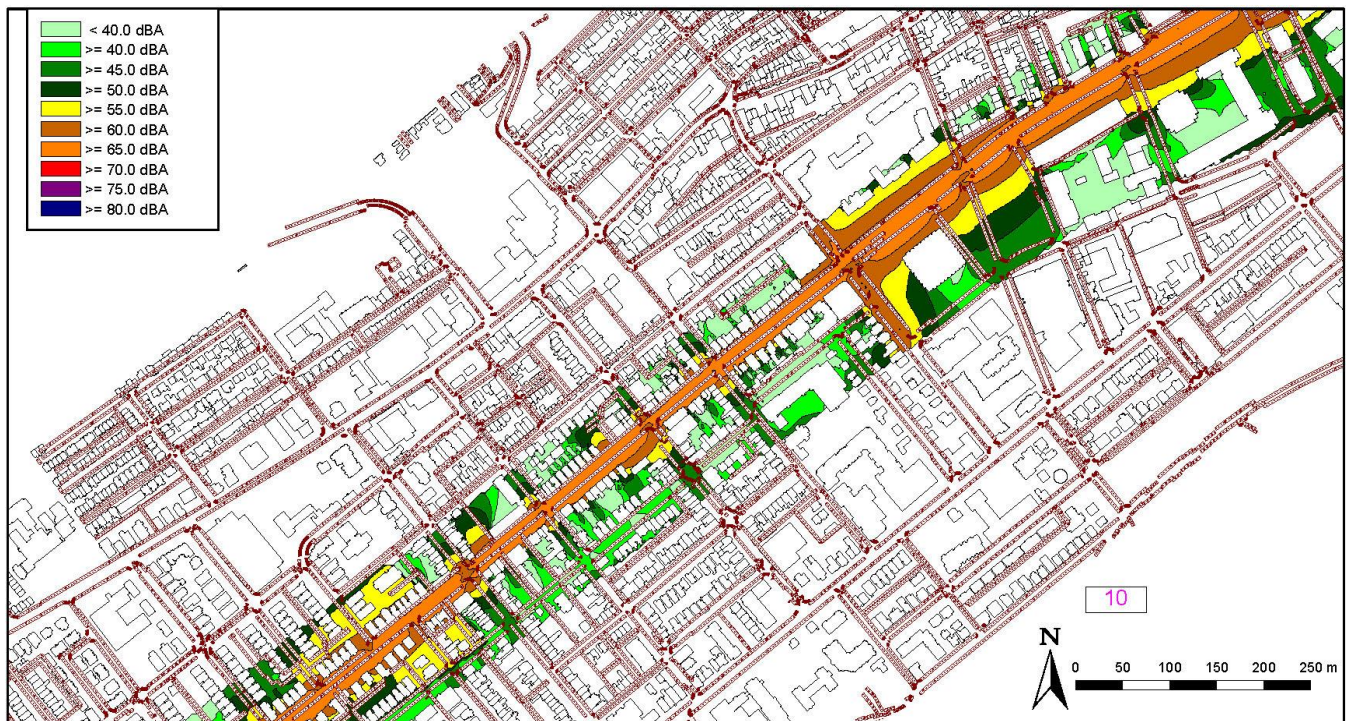 < 40.0 dBA
>= 40.0 dBA
>= 45.0 dBA
>= 50.0 dBA
>= 55.0 dBA
>= 60.0 dBA
>= 65.0 dBA
>= 70.0 dBA
>= 75.0 dBA
>= 80.0 dBA
10
N
0 50 100 150 200 250 m